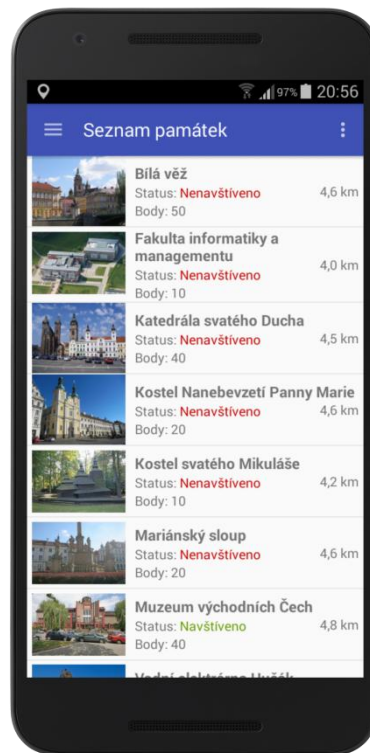 97% 20:56
Seznam památek
Bílá věž
Status: Nenavštíveno
4,6 km
Body: 50
Fakulta informatiky a
managementu
Status: Nenavštíveno
4,0 km
Body: 10
Katedrála svatého Ducha
Status: Nenavštíveno
4,5 km
Body: 40
Kostel Nanebevzetí Panny Marie
Status: Nenavštíveno
4,6 km
Body: 20
Kostel svatého Mikuláše
Status: Nenavštíveno
4,2 km
Body: 10
Mariánský sloup
Status: Nenavštíveno
4,6 km
Body: 20
Muzeum východních Čech
Status: Navštíveno
4,8 km
Body: 40
Vodní elektrárna Hučák